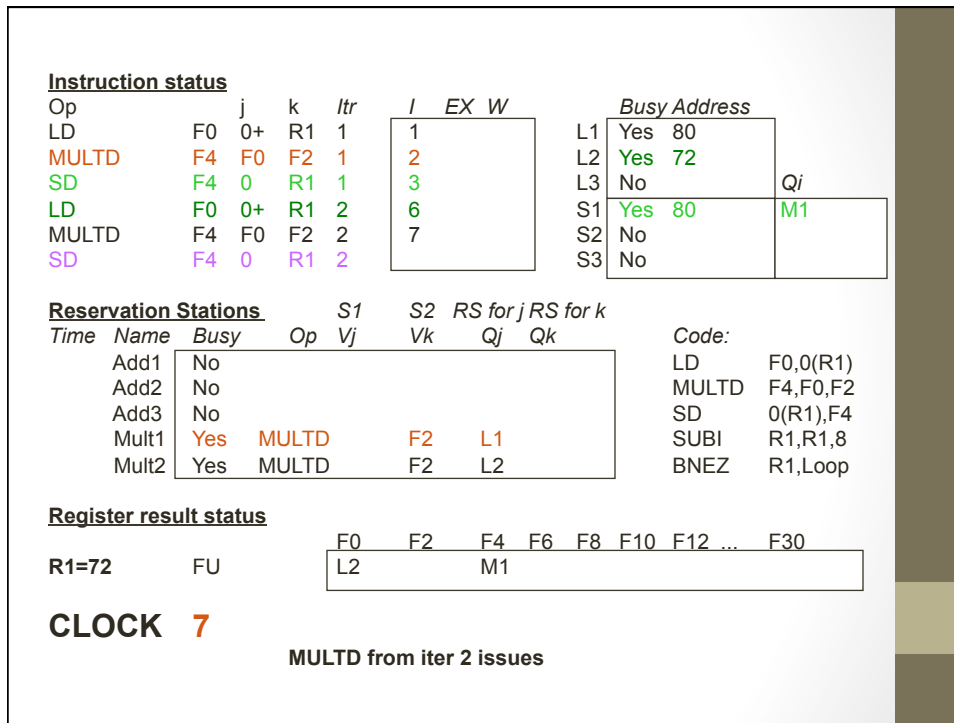 Instruction status
Op j k Itr I EX W Busy Address
LD F0 0+ R1 1 1 L1 Yes 80
MULTD F4 F0 F2 1 2 L2 Yes 72
SD F4 0 R1 1 3 L3 No Qi
LD F0 0+ R1 2 6 S1 Yes 80 M1
MULTD F4 F0 F2 2 7 S2 No
SD F4 0 R1 2 S3 No
Reservation Stations S1 S2 RS for j RS for k
Time Name Busy Op Vj Vk Qj Qk Code:
Add1 No LD F0,0(R1)
Add2 No MULTD F4,F0,F2
Add3 No SD 0(R1),F4
Mult1 Yes MULTD F2 L1 SUBI R1,R1,8
Mult2 Yes MULTD F2 L2 BNEZ R1,Loop
Register result status
F0 F2 F4 F6 F8 F10 F12 ... F30
R1=72 FU L2 M1
CLOCK 7
MULTD from iter 2 issues